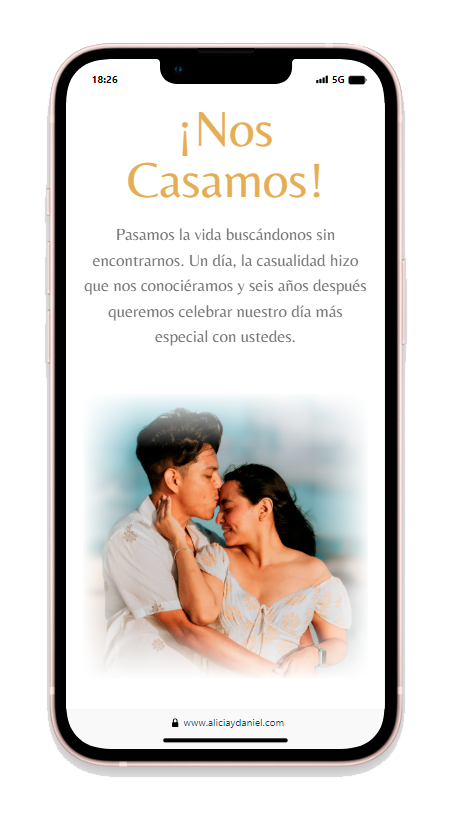 18:26 5G
¡Nos
Casamos!
Pasamos la vida buscándonos sin
encontrarnos. Un día, la casualidad hizo
que nos conociéramos y seis años después
queremos celebrar nuestro día más
especial con ustedes.
www.aliciaydaniel.com